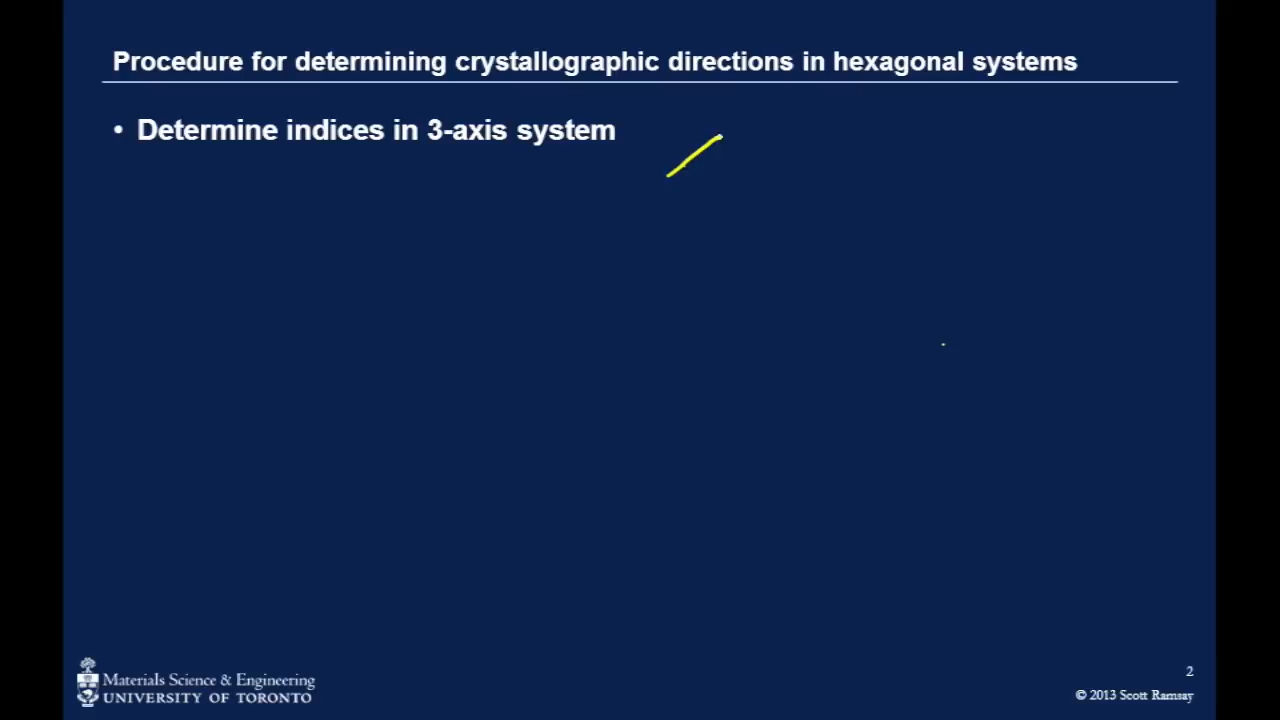 Procedure for determining crystallographic directions in hexagonal systems
• Determine indices in 3-axis system
2
Materials Science & Engineering
UNIVERSITY OF TORONTO
© 2013 Scott Ramsay